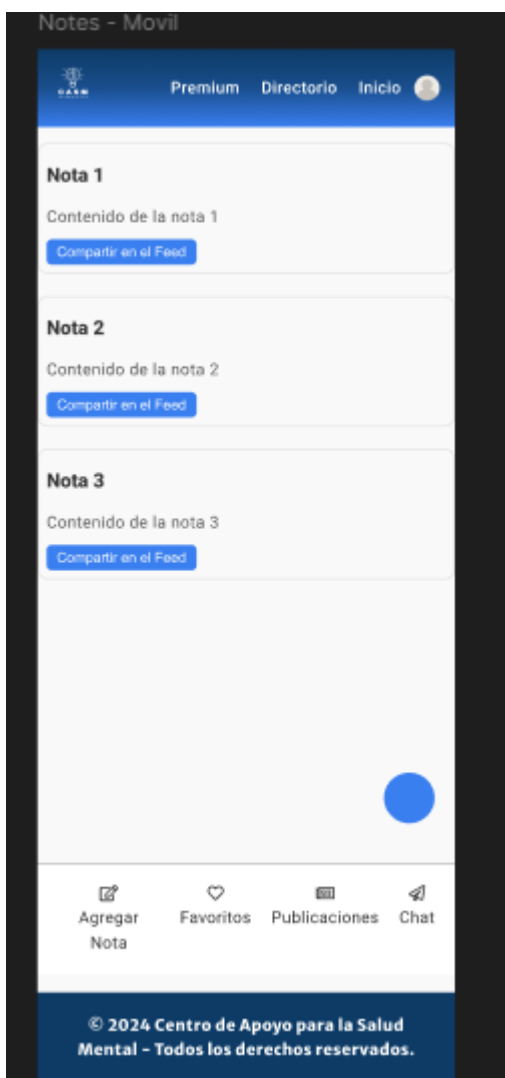 Notes - Movil
CASM
Premium Directorio Inicio
Nota 1
Contenido de la nota 1
Compartir en el Feed
Nota 2
Contenido de la nota 2
Compartir en el Feed
Nota 3
Contenido de la nota 3
Compartir en el Feed
Agregar Nota
Favoritos
Publicaciones
Chat
© 2024 Centro de Apoyo para la Salud
Mental - Todos los derechos reservados.